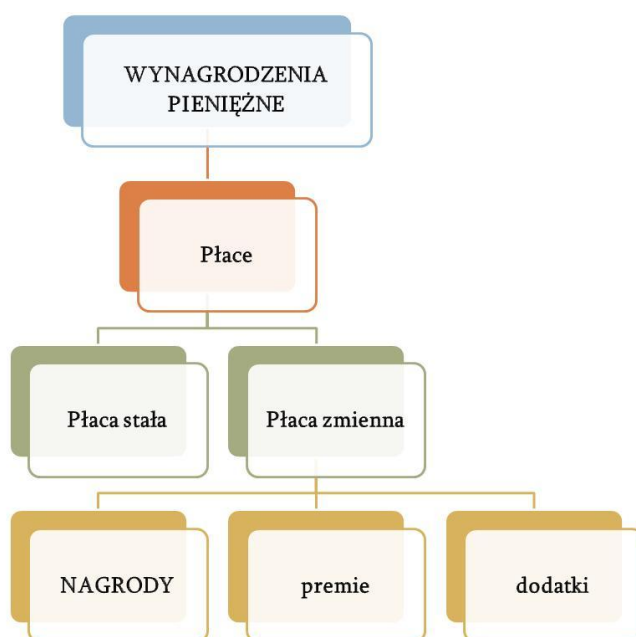 WYNAGRODZENIA
PIENIĘŻNE
Płace
Płaca stała
Płaca zmienna
NAGRODY
premie
dodatki